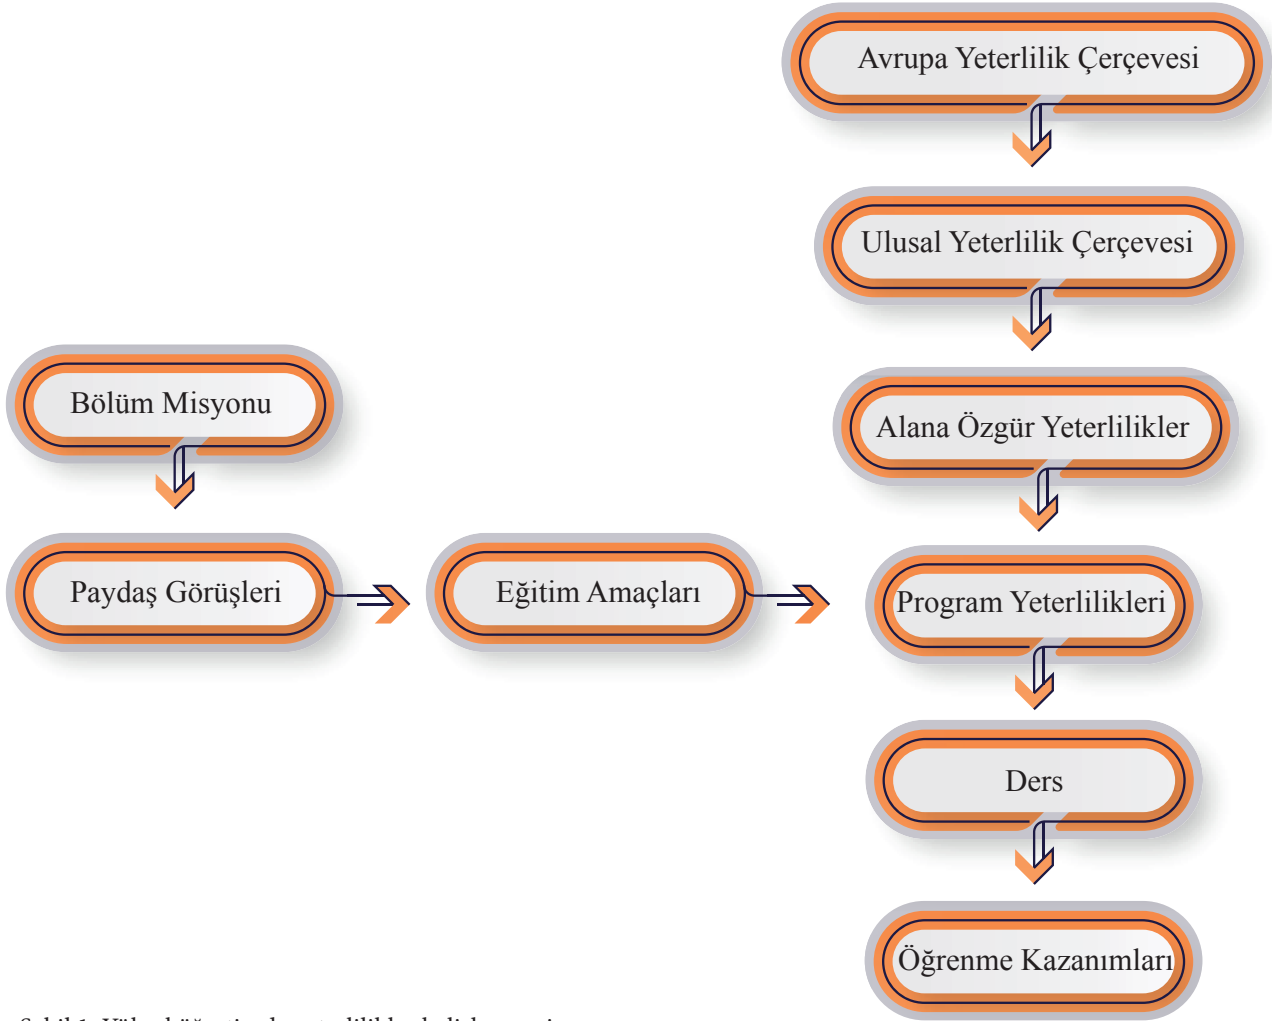 Avrupa Yeterlilik Çerçevesi
Ulusal Yeterlilik Çerçevesi
Bölüm Misyonu
Alana Özgür Yeterlilikler
Paydaş Görüşleri
Eğitim Amaçları
Program Yeterlilikleri
Ders
Öğrenme Kazanımları